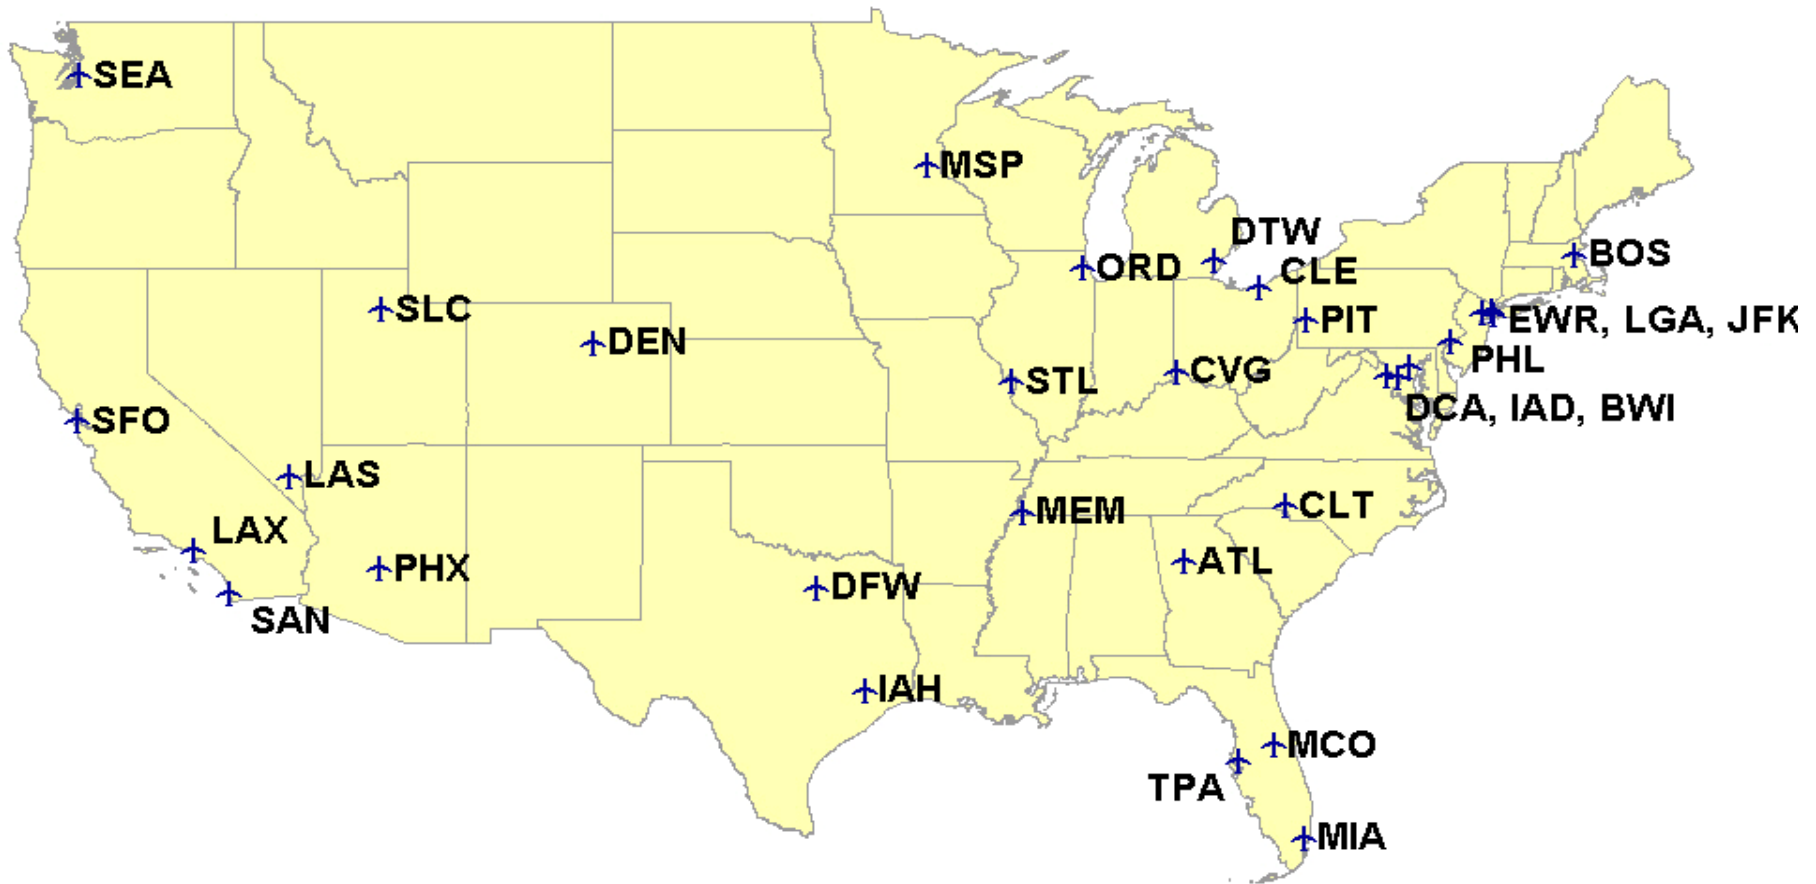 SEA
MSP
DTW
BOS
ORD
CLE
SLC
PIT
EWR, LGA, JFK
DEN
PHL
CVG
STL
DCA, IAD, BWI
SFO
LAS
CLT
MEM
LAX
ATL
PHX
DFW
SAN
IAH
MCO
TPA
MIA